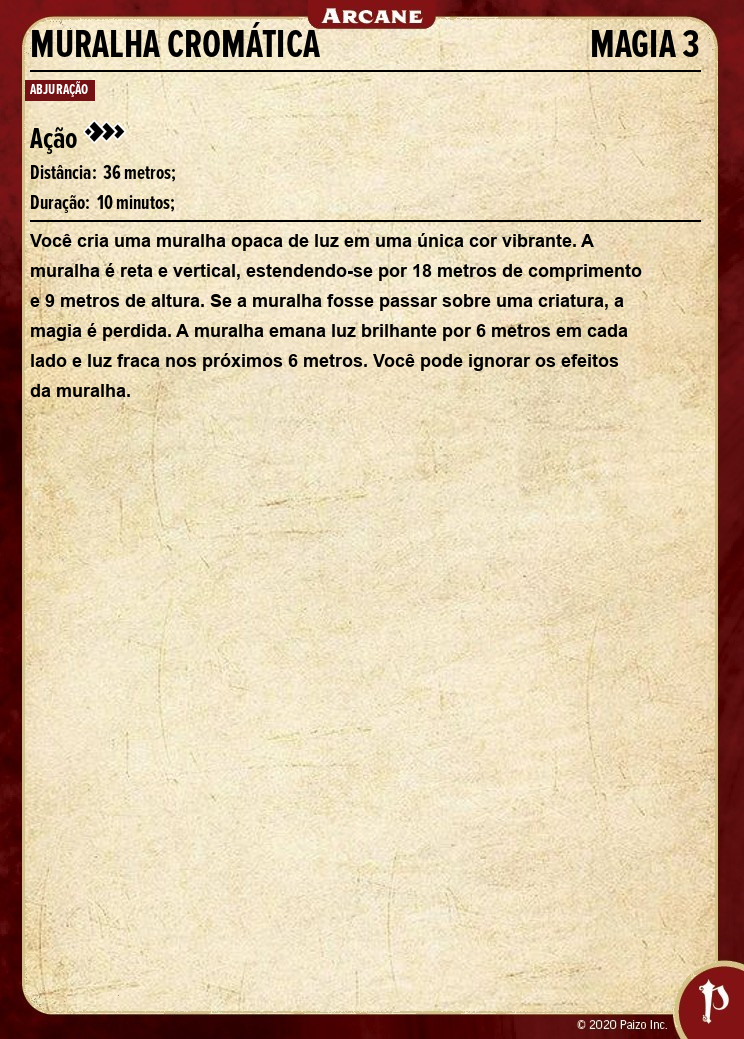 ARCANE
MURALHA CROMÁTICA MAGIA 3
ABJURAÇÃO
Ação
Distância: 36 metros;
Duração: 10 minutos;
Você cria uma muralha opaca de luz em uma única cor vibrante. A
muralha é reta e vertical, estendendo-se por 18 metros de comprimento
e 9 metros de altura. Se a muralha fosse passar sobre uma criatura, a
magia é perdida. A muralha emana luz brilhante por 6 metros em cada
lado e luz fraca nos próximos 6 metros. Você pode ignorar os efeitos
da muralha.
© 2020 Paizo Inc.
P